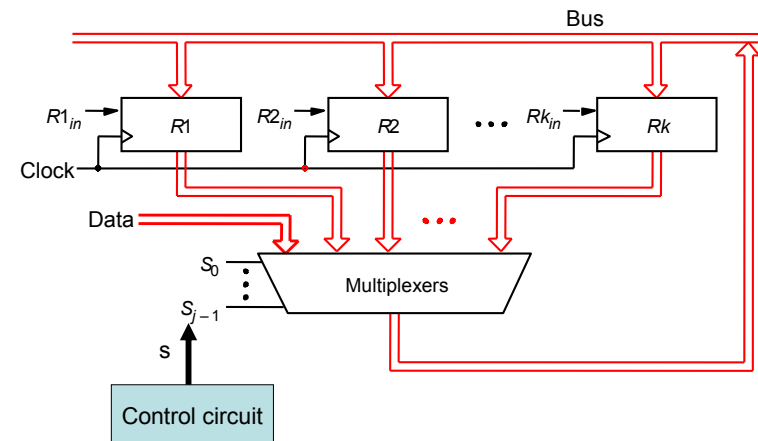 Bus
R1in
R1
R2in
R2
Rkin
Rk
Clock
Data
S0
Multiplexers
Sj – 1
s
Control circuit